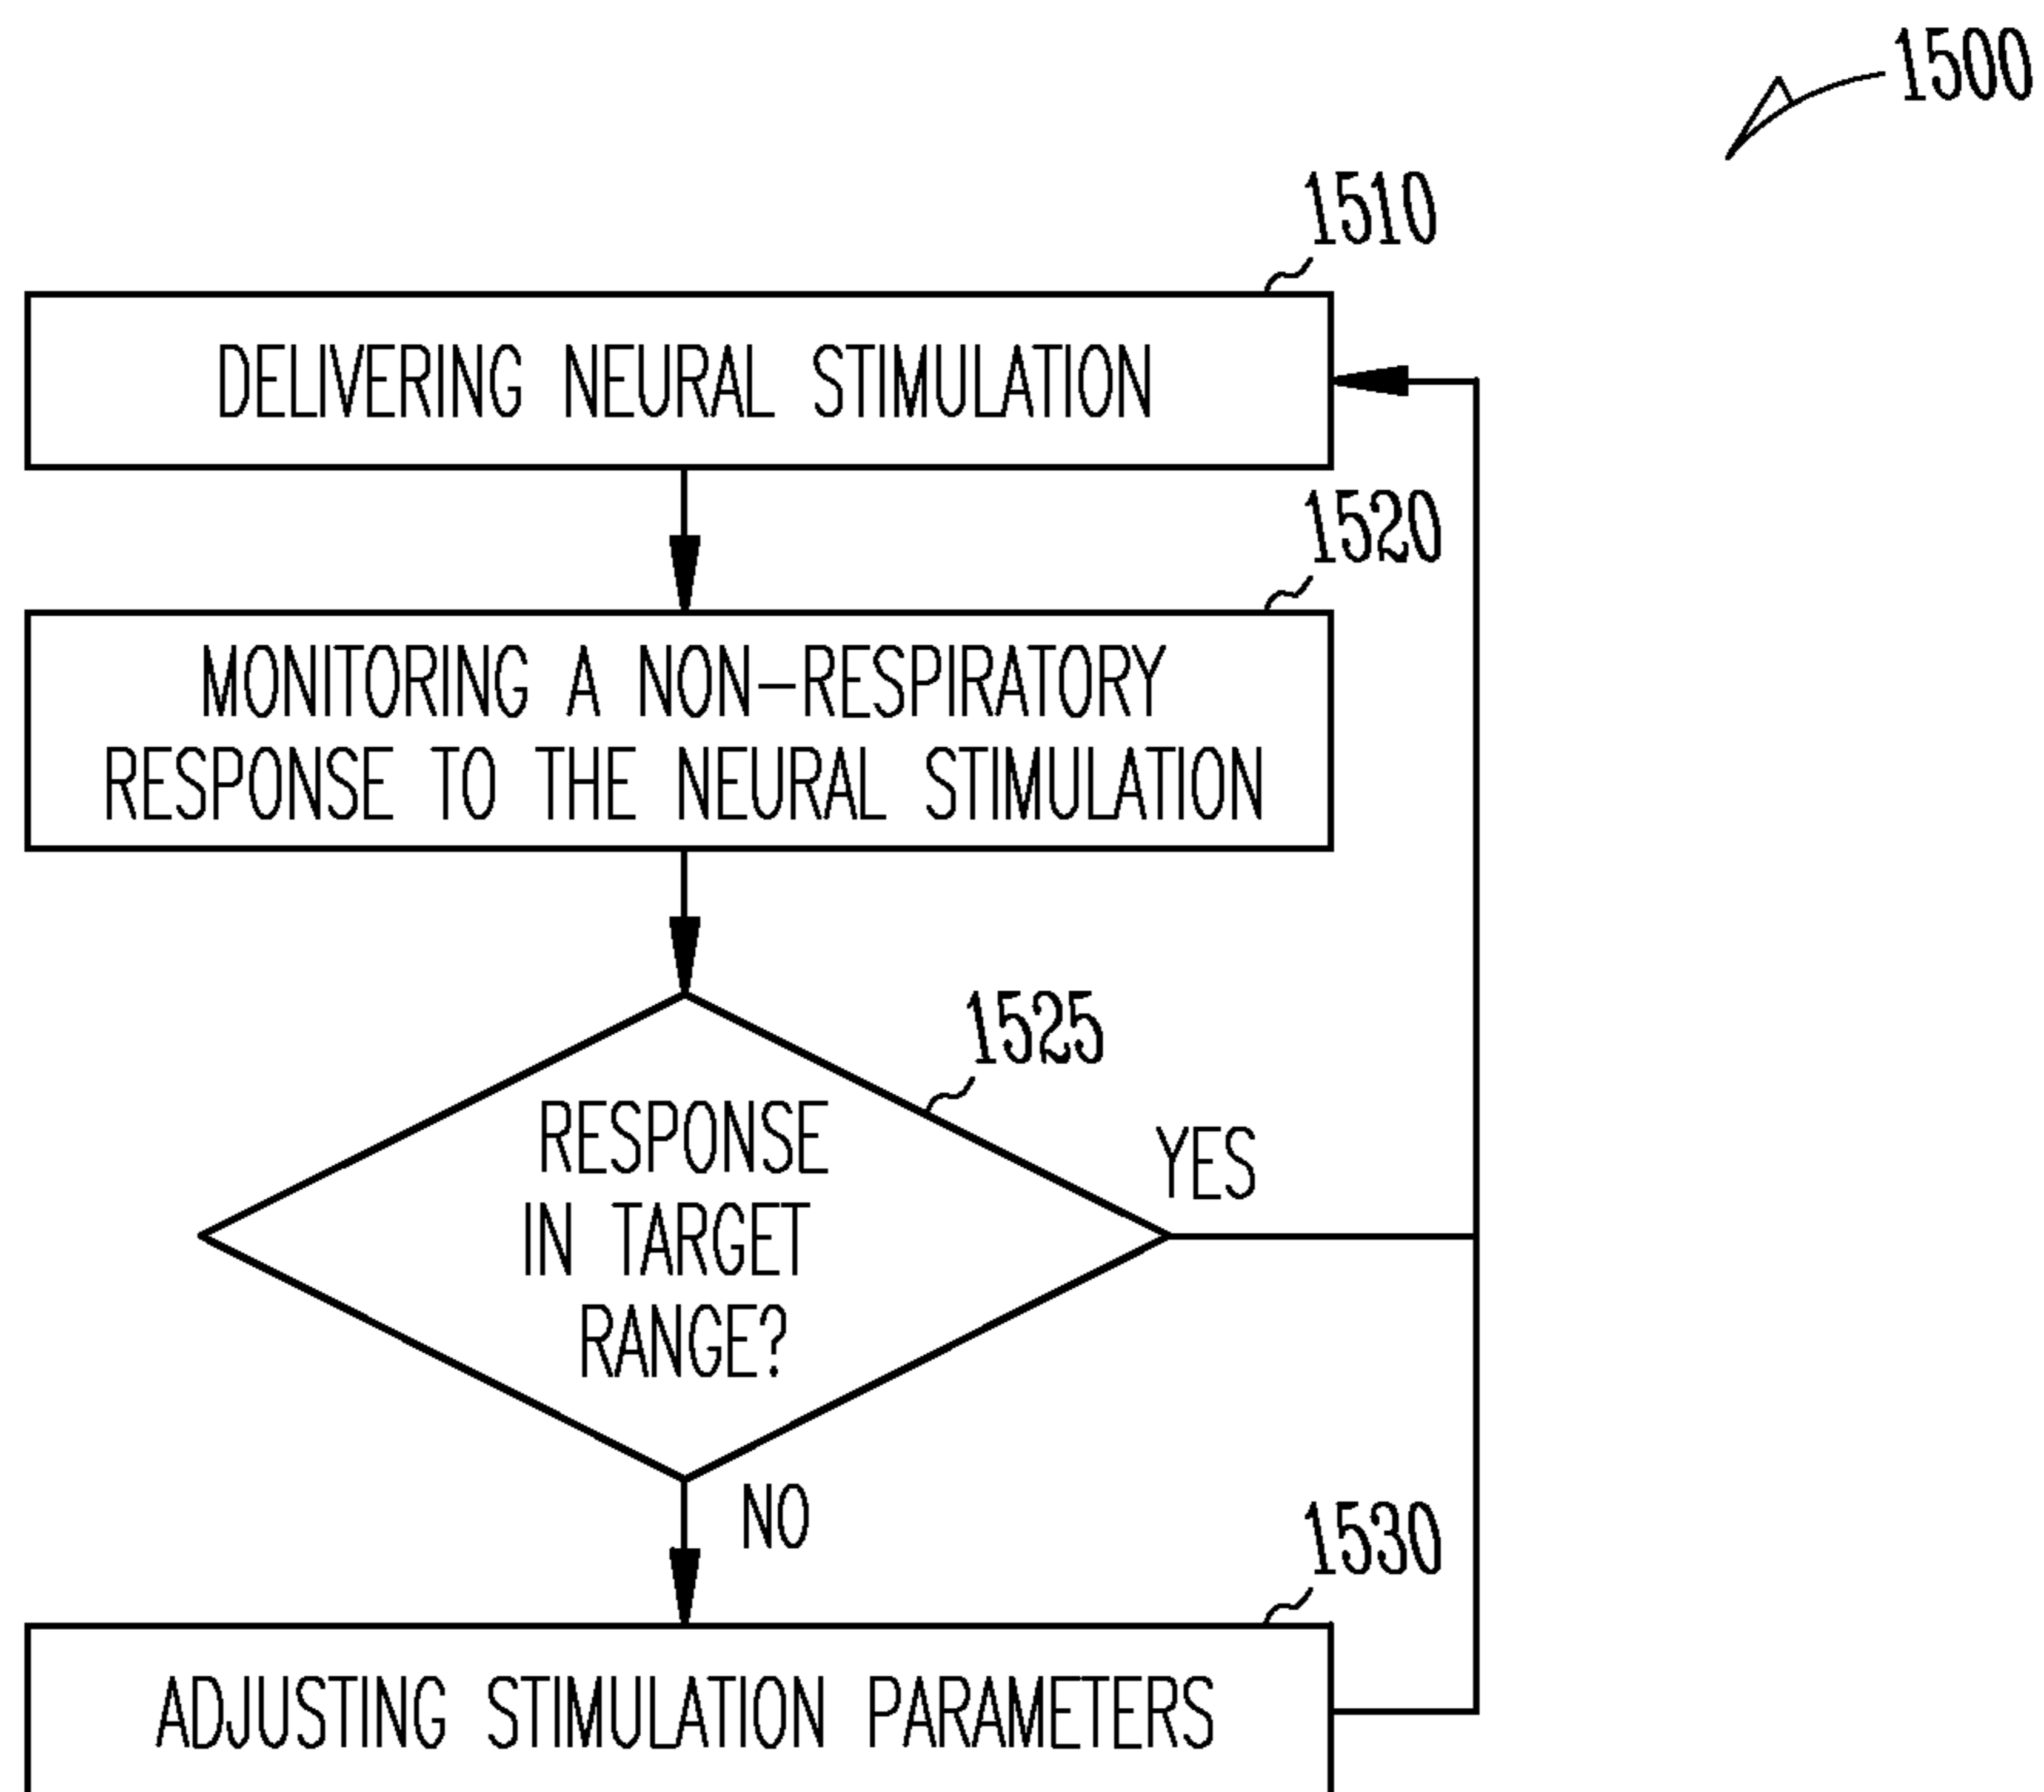 1500
1510
DELIVERING NEURAL STIMULATION
1520
MONITORING A NON-RESPIRATORY
RESPONSE TO THE NEURAL STIMULATION
1525
RESPONSE
IN TARGET
RANGE?
YES
NO
1530
ADJUSTING STIMULATION PARAMETERS